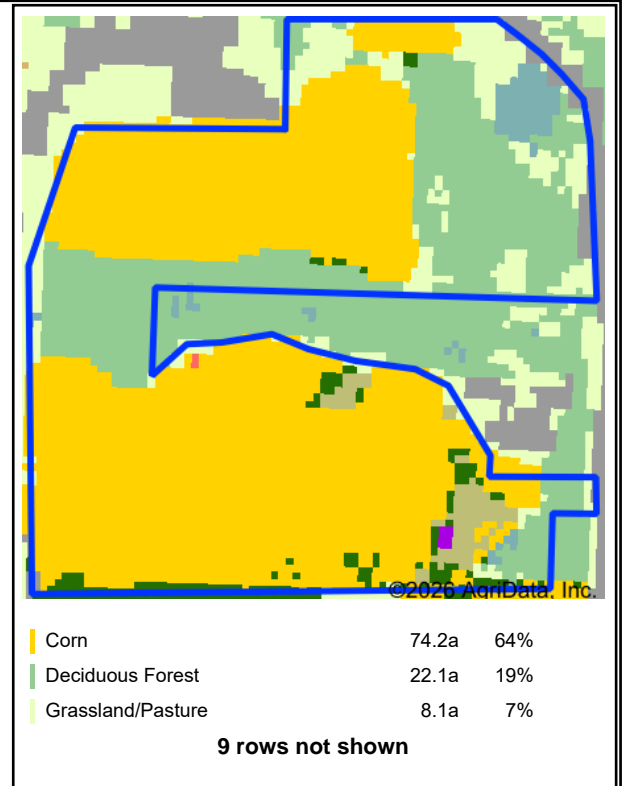 ©2026 AgriData, Inc.
Corn 74.2a 64%
Deciduous Forest 22.1a 19%
Grassland/Pasture 8.1a 7%
9 rows not shown